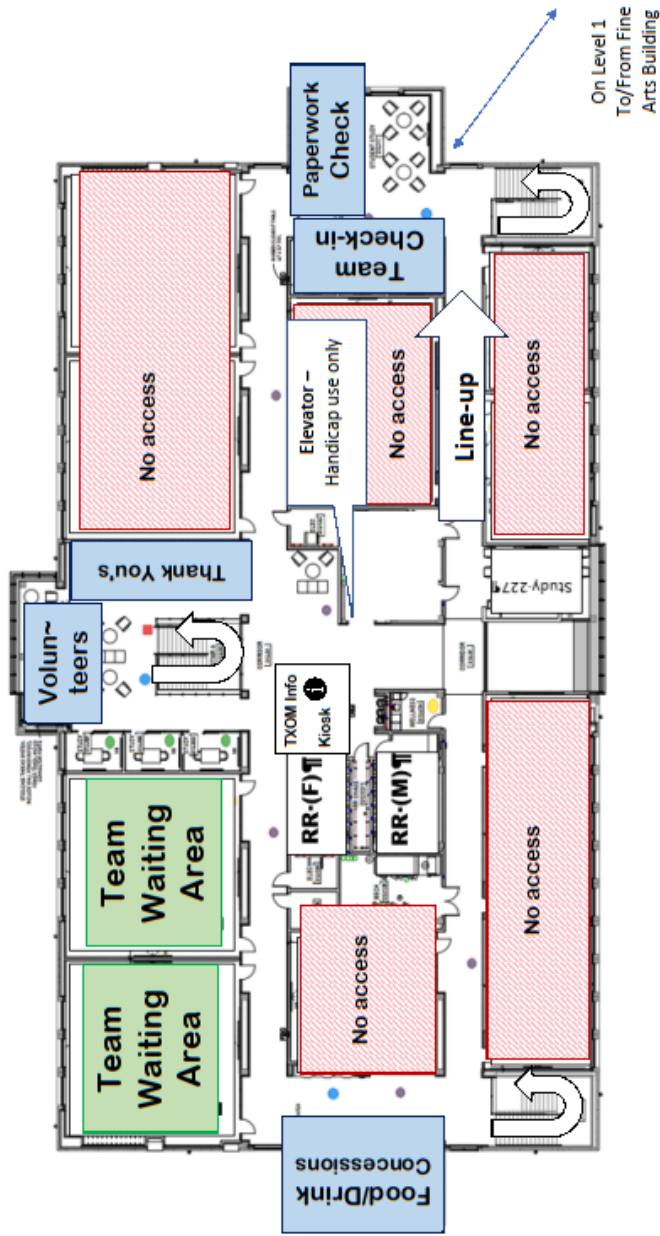 On Level 1
To/From Fine
Arts Building
Paperwork
Check
Team
Check-in
No access
Elevator –
Handicap use only
No access
Line-up
No access
Thank You's
Volun~
teers
Study-227¶
TXOM Info
Kiosk
RR-(F)¶
RR-(M)¶
CORRIDOR
CORRIDOR
Team
Waiting
Area
Team
Waiting
Area
No access
No access
Food/Drink
Concessions